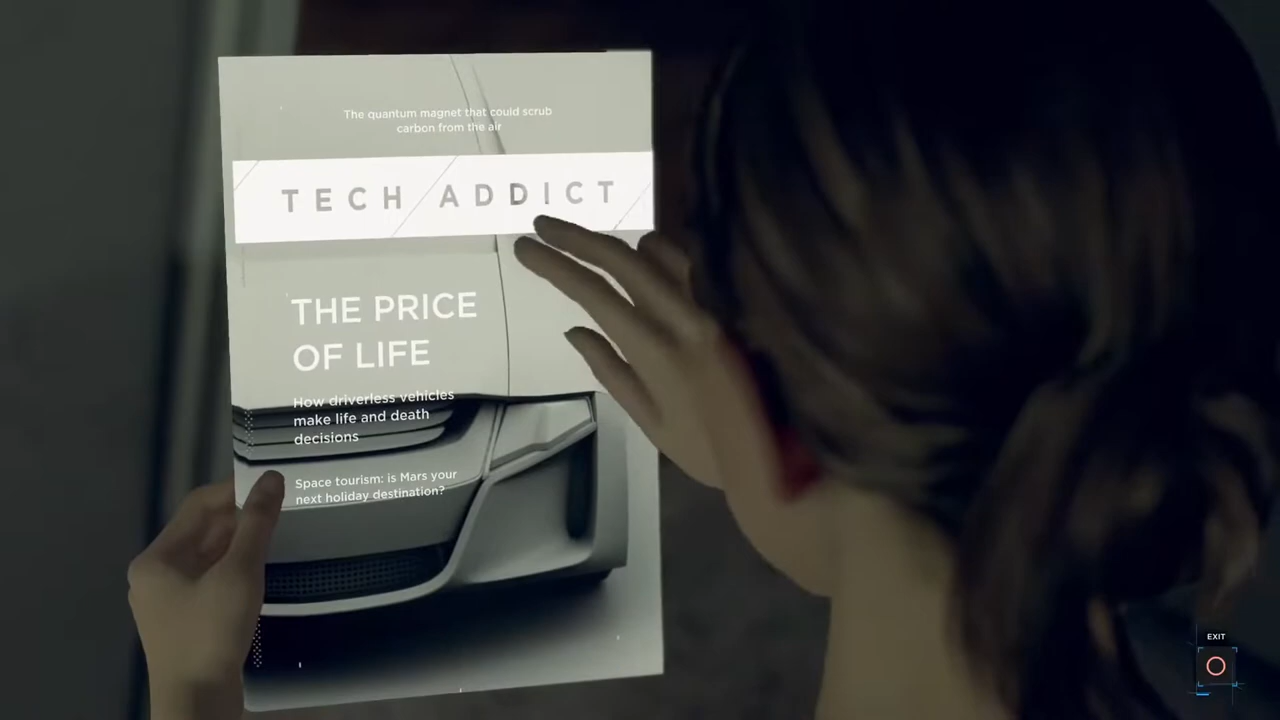 The quantum magnet that could scrub
carbon from the air
TECH ADDICT
THE PRICE
OF LIFE
How driverless vehicles
make life and death
decisions
Space tourism: is Mars your
next holiday destination?
EXIT